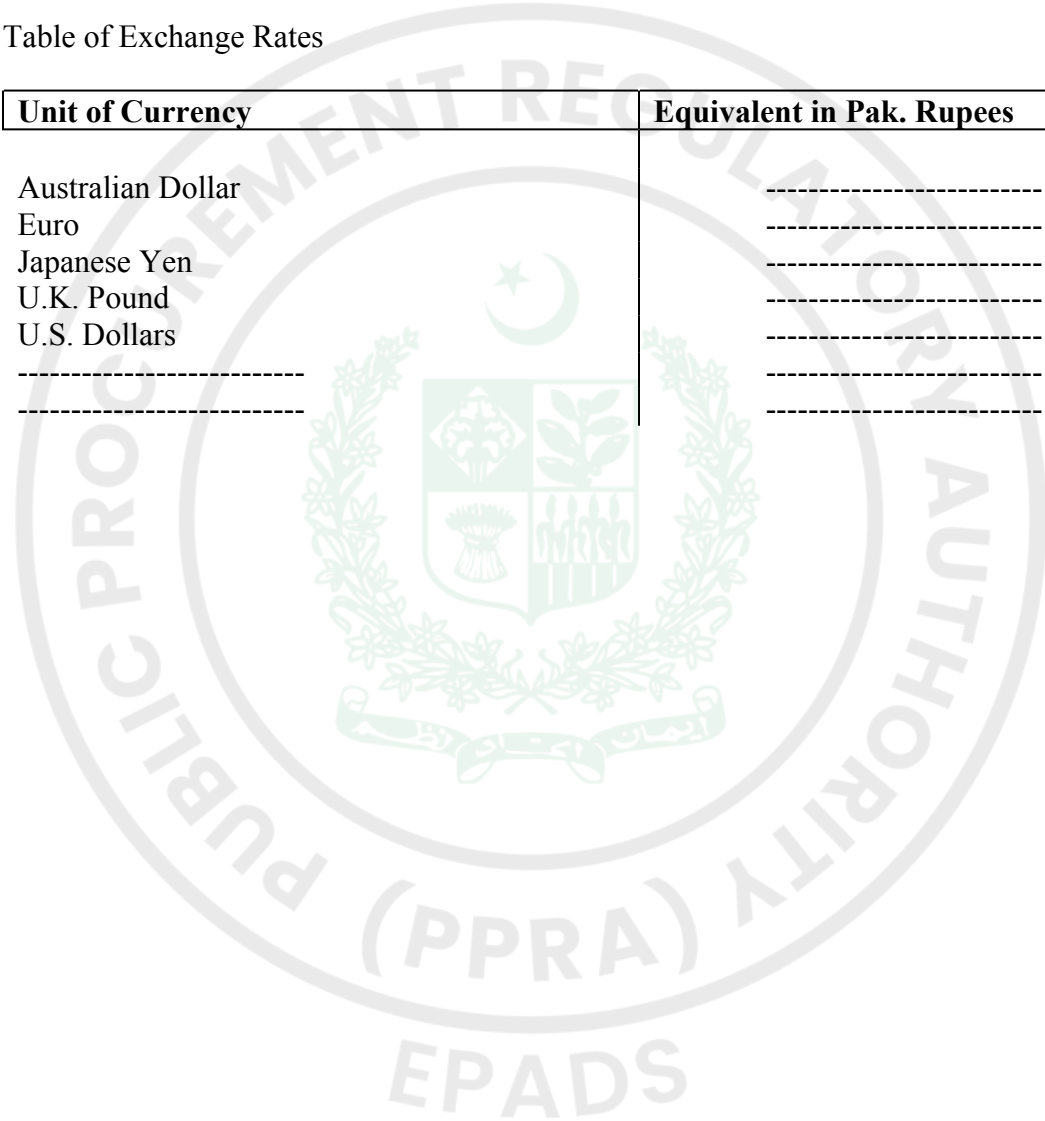 Table of Exchange Rates
Unit of Currency Equivalent in Pak. Rupees
Australian Dollar ---------------------------
Euro ---------------------------
Japanese Yen ---------------------------
U.K. Pound ---------------------------
U.S. Dollars ---------------------------
--------------------------- ---------------------------
--------------------------- ---------------------------
PUBLIC PROCUREMENT REGULATORY AUTHORITY
(PPRA)
EPADS